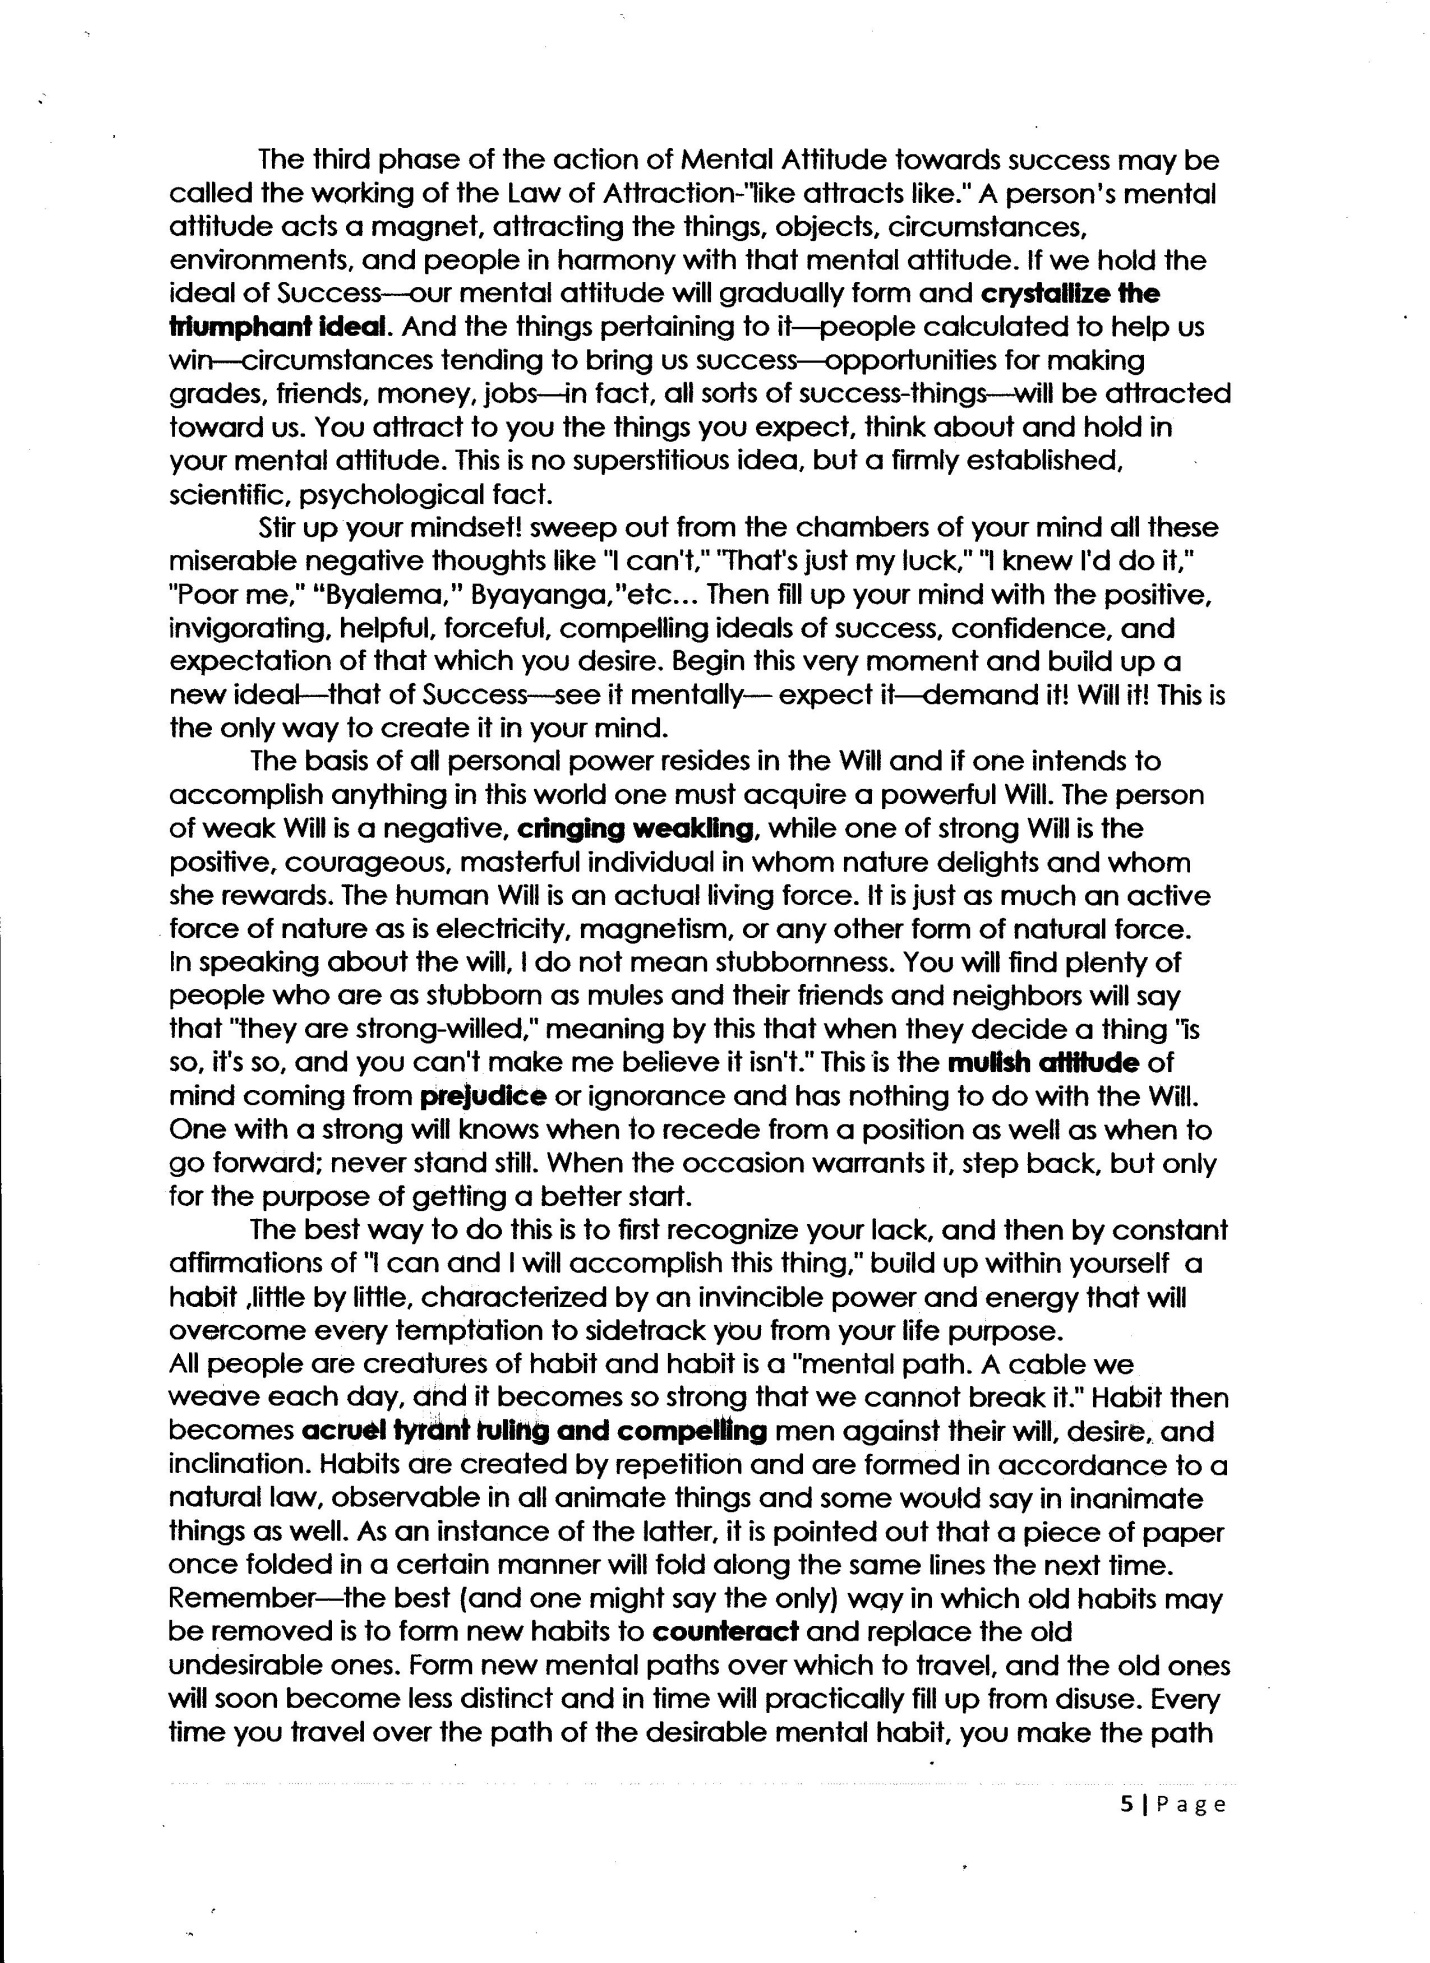 The third phase of the action of Mental Attitude towards success may be
called the working of the Law of Attraction-"like attracts like." A person's mental
attitude acts a magnet, attracting the things, objects, circumstances,
environments, and people in harmony with that mental attitude. If we hold the
ideal of Success—our mental attitude will gradually form and crystallize the
triumphant ideal. And the things pertaining to it—people calculated to help us
win—circumstances tending to bring us success—opportunities for making
grades, friends, money, jobs—in fact, all sorts of success-things—will be attracted
toward us. You attract to you the things you expect, think about and hold in
your mental attitude. This is no superstitious idea, but a firmly established,
scientific, psychological fact.
Stir up your mindset! sweep out from the chambers of your mind all these
miserable negative thoughts like "I can't," "That's just my luck," "I knew I'd do it,"
"Poor me," “Byalema,” Byayanga,”etc... Then fill up your mind with the positive,
invigorating, helpful, forceful, compelling ideals of success, confidence, and
expectation of that which you desire. Begin this very moment and build up a
new ideal—that of Success—see it mentally— expect it—demand it! Will it! This is
the only way to create it in your mind.
The basis of all personal power resides in the Will and if one intends to
accomplish anything in this world one must acquire a powerful Will. The person
of weak Will is a negative, cringing weakling, while one of strong Will is the
positive, courageous, masterful individual in whom nature delights and whom
she rewards. The human Will is an actual living force. It is just as much an active
force of nature as is electricity, magnetism, or any other form of natural force.
In speaking about the will, I do not mean stubbornness. You will find plenty of
people who are as stubborn as mules and their friends and neighbors will say
that "they are strong-willed," meaning by this that when they decide a thing "is
so, it's so, and you can't make me believe it isn't." This is the mulish attitude of
mind coming from prejudice or ignorance and has nothing to do with the Will.
One with a strong will knows when to recede from a position as well as when to
go forward; never stand still. When the occasion warrants it, step back, but only
for the purpose of getting a better start.
The best way to do this is to first recognize your lack, and then by constant
affirmations of "I can and I will accomplish this thing," build up within yourself a
habit ,little by little, characterized by an invincible power and energy that will
overcome every temptation to sidetrack you from your life purpose.
All people are creatures of habit and habit is a "mental path. A cable we
weave each day, and it becomes so strong that we cannot break it." Habit then
becomes acruel tyrant ruling and compelling men against their will, desire, and
inclination. Habits are created by repetition and are formed in accordance to a
natural law, observable in all animate things and some would say in inanimate
things as well. As an instance of the latter, it is pointed out that a piece of paper
once folded in a certain manner will fold along the same lines the next time.
Remember—the best (and one might say the only) way in which old habits may
be removed is to form new habits to counteract and replace the old
undesirable ones. Form new mental paths over which to travel, and the old ones
will soon become less distinct and in time will practically fill up from disuse. Every
time you travel over the path of the desirable mental habit, you make the path
5 | Page